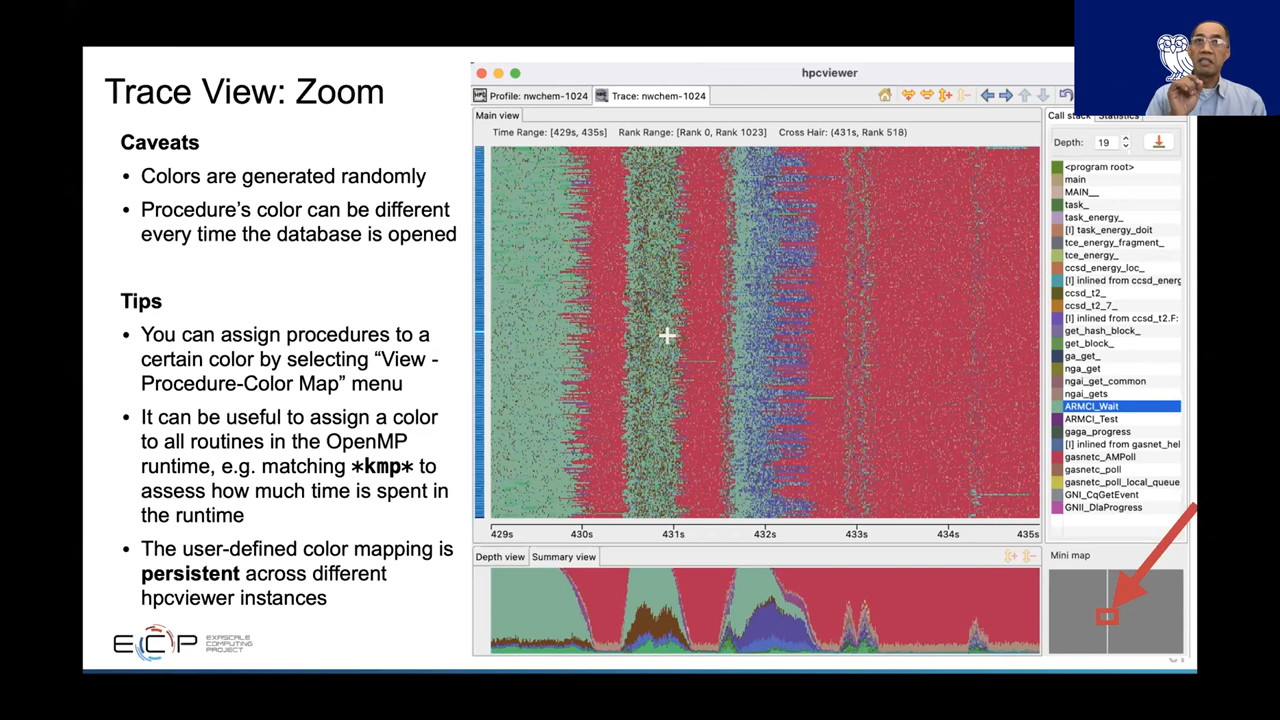 Trace View: Zoom
Caveats
• Colors are generated randomly
• Procedure's color can be different
every time the database is opened
Tips
• You can assign procedures to a
certain color by selecting “View -
Procedure-Color Map” menu
• It can be useful to assign a color
to all routines in the OpenMP
runtime, e.g. matching *kmp* to
assess how much time is spent in
the runtime
• The user-defined color mapping is
persistent across different
hpcviewer instances
ECP
EXASCALE
COMPUTING
PROJECT
hpcviewer
Profile: nwchem-1024
Trace: nwchem-1024
Main view
Time Range: [429s, 435s] Rank Range: [Rank 0, Rank 1023] Cross Hair: (431s, Rank 518)
429s 430s 431s 432s 433s 434s 435s
Depth view Summary view
Call stack Statistics
Depth: 19
<program root>
main
MAIN__
task_
task_energy_
[I] task_energy_doit
tce_energy_fragment_
tce_energy_
ccsd_energy_loc_
[I] inlined from ccsd_energ
ccsd_t2_
ccsd_t2_7_
[I] inlined from ccsd_t2.F:
get_hash_block_
get_block_
ga_get_
nga_get
ngai_get_common
ngai_gets
ARMCI_Wait
ARMCI_Test
gaga_progress
[I] inlined from gasnet_hel
gasnetc_AMPoll
gasnetc_poll
gasnetc_poll_local_queue
GNI_CqGetEvent
GNII_DlaProgress
Mini map